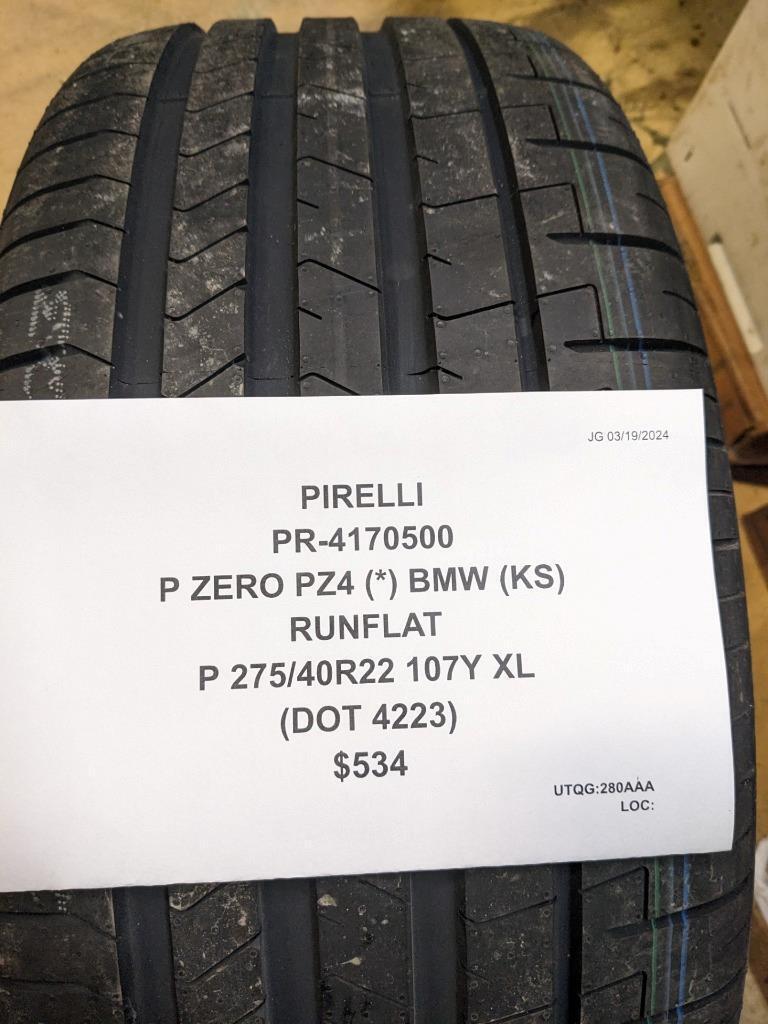 JG 03/19/2024
PIRELLI
PR-4170500
P ZERO PZ4 (*) BMW (KS)
RUNFLAT
P 275/40R22 107Y XL
(DOT 4223)
$534
UTQG:280AAA
LOC: